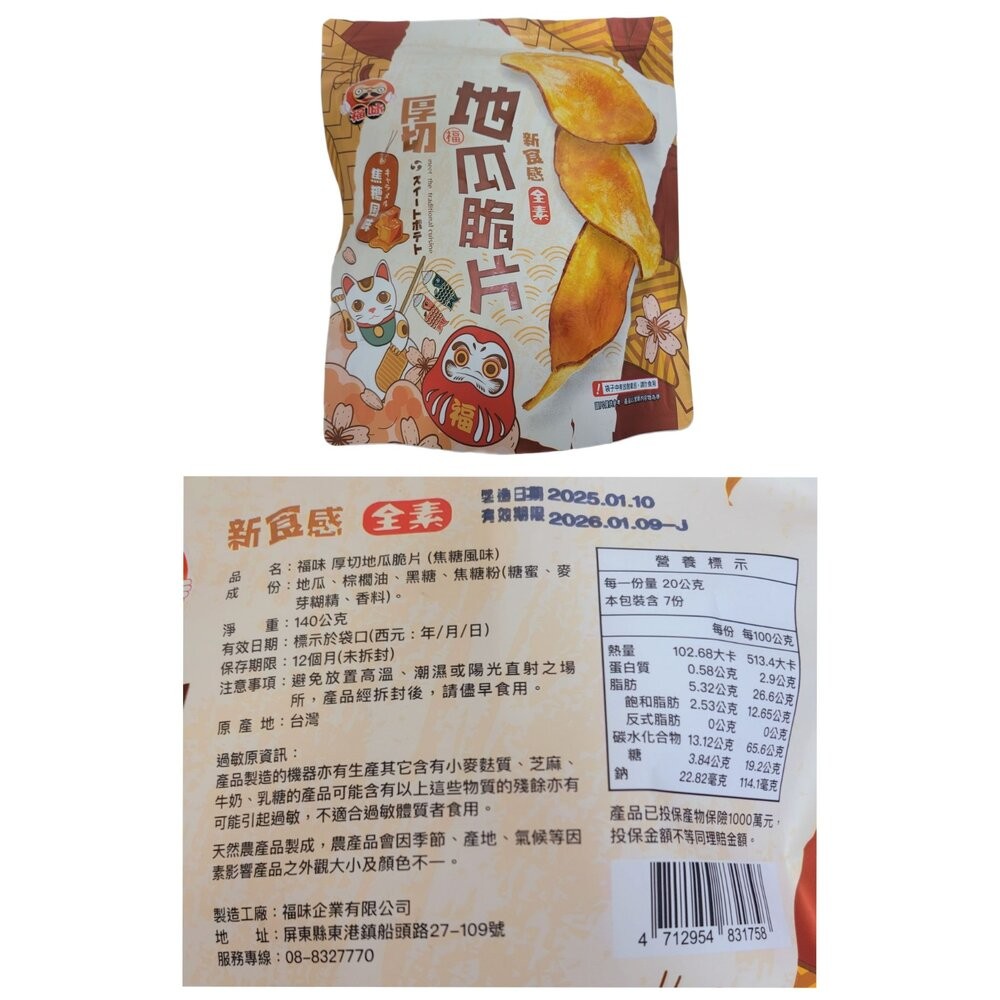 福味
厚切
地瓜脆片
福
新食感
全素
キャラメル
焦糖風味
meet the traditional cuisine
スイートポテト
福
新食感 全素
製造日期 2025.01.10
有效期限 2026.01.09-J
品 名：福味 厚切地瓜脆片 (焦糖風味)
成 份：地瓜、棕櫚油、黑糖、焦糖粉(糖蜜、麥
芽糊精、香料)。
淨 重：140公克
有效日期：標示於袋口(西元：年/月/日)
保存期限：12個月(未拆封)
注意事項：避免放置高溫、潮濕或陽光直射之場
所，產品經拆封後，請儘早食用。
原 產 地：台灣
過敏原資訊：
產品製造的機器亦有生產其它含有小麥麩質、芝麻、
牛奶、乳糖的產品可能含有以上這些物質的殘餘亦有
可能引起過敏，不適合過敏體質者食用。
天然農產品製成，農產品會因季節、產地、氣候等因
素影響產品之外觀大小及顏色不一。
製造工廠：福味企業有限公司
地 址：屏東縣東港鎮船頭路27-109號
服務專線：08-8327770
營養標示
每一份量 20公克
本包裝含 7份
每份 每100公克
熱量 102.68大卡 513.4大卡
蛋白質 0.58公克 2.9公克
脂肪 5.32公克 26.6公克
飽和脂肪 2.53公克 12.65公克
反式脂肪 0公克 0公克
碳水化合物 13.12公克 65.6公克
糖 3.84公克 19.2公克
鈉 22.82毫克 114.1毫克
產品已投保產物保險1000萬元，
投保金額不等同理賠金額。
4 712954 831758